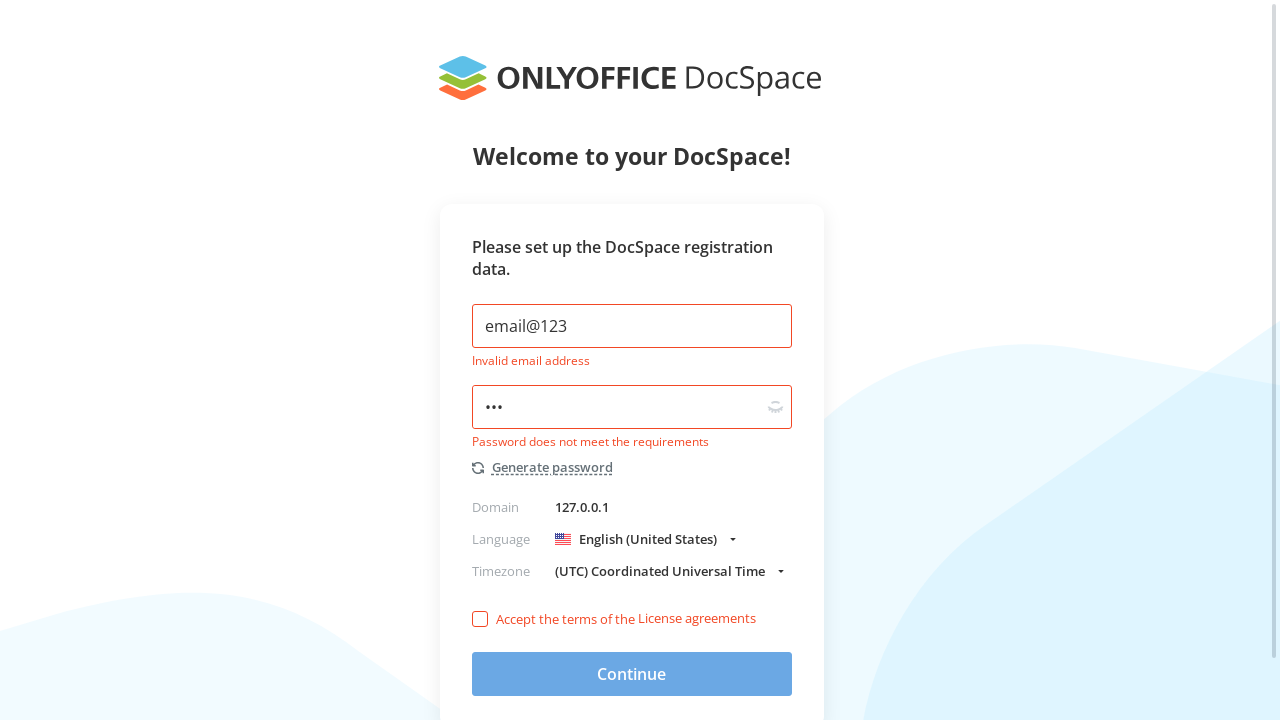 ONLYOFFICE DocSpace
Welcome to your DocSpace!
Please set up the DocSpace registration
data.
email@123
Invalid email address
•••
Password does not meet the requirements
Generate password
Domain 127.0.0.1
Language English (United States)
Timezone (UTC) Coordinated Universal Time
Accept the terms of the License agreements
Continue